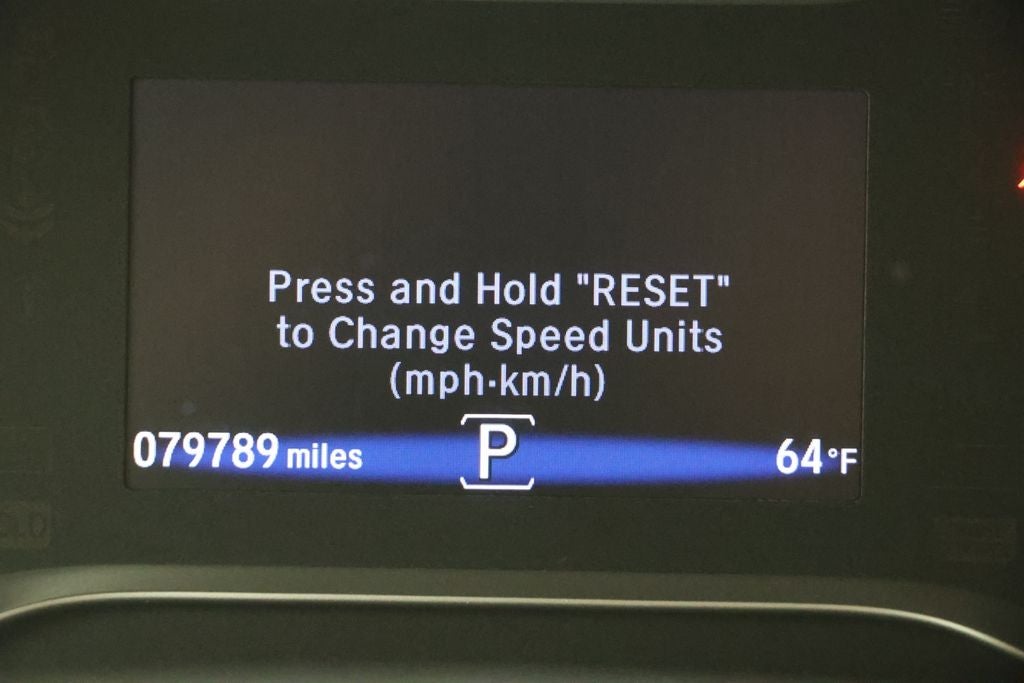 Press and Hold "RESET"
to Change Speed Units
(mph·km/h)
079789 miles P 64°F